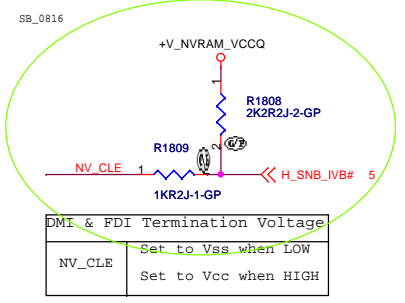 SB_0816
+V_NVRAM_VCCQ
1
R1808
2K2R2J-2-GP
2
R1809
NV_CLE
1
H_SNB_IVB# 5
1KR2J-1-GP
DMI & FDI Termination Voltage
NV_CLE
Set to Vss when LOW
Set to Vcc when HIGH